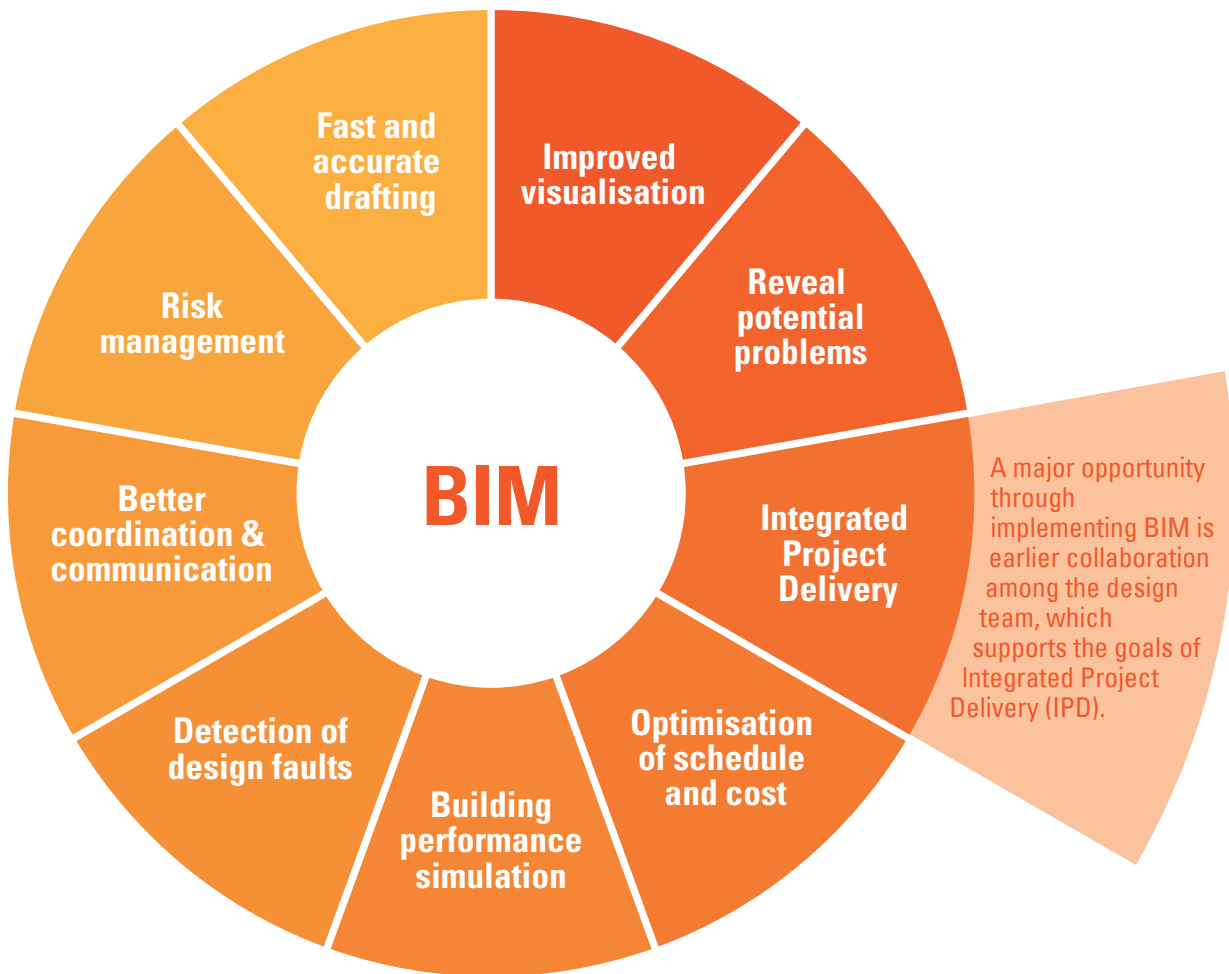 BIM
Improved
visualisation
Reveal
potential
problems
Integrated
Project
Delivery
A major opportunity
through
implementing BIM is
earlier collaboration
among the design
team, which
supports the goals of
Integrated Project
Delivery (IPD).
Optimisation
of schedule
and cost
Building
performance
simulation
Detection of
design faults
Better
coordination &
communication
Risk
management
Fast and
accurate
drafting